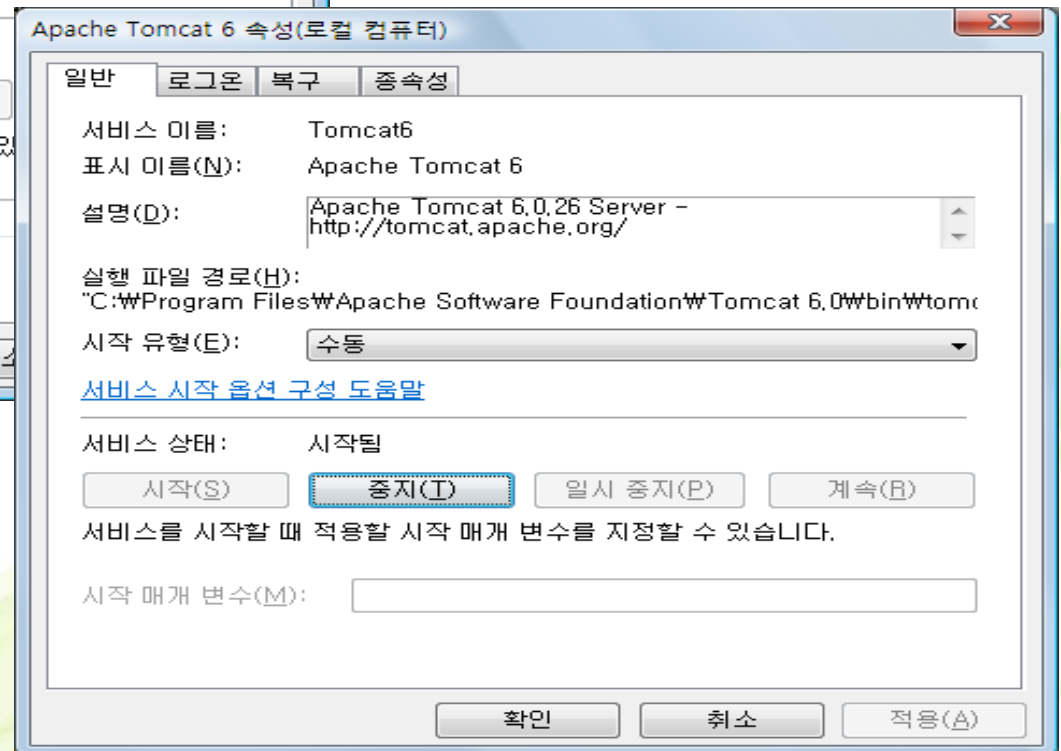 Apache Tomcat 6 속성(로컬 컴퓨터)
일반 로그온 복구 종속성
서비스 이름: Tomcat6
표시 이름(N): Apache Tomcat 6
설명(D): Apache Tomcat 6.0.26 Server -
http://tomcat.apache.org/
실행 파일 경로(H):
"C:₩Program Files₩Apache Software Foundation₩Tomcat 6.0₩bin₩tomc
시작 유형(E): 수동
서비스 시작 옵션 구성 도움말
서비스 상태: 시작됨
시작(S) 중지(T) 일시 중지(P) 계속(R)
서비스를 시작할 때 적용할 시작 매개 변수를 지정할 수 있습니다.
시작 매개 변수(M):
확인 취소 적용(A)